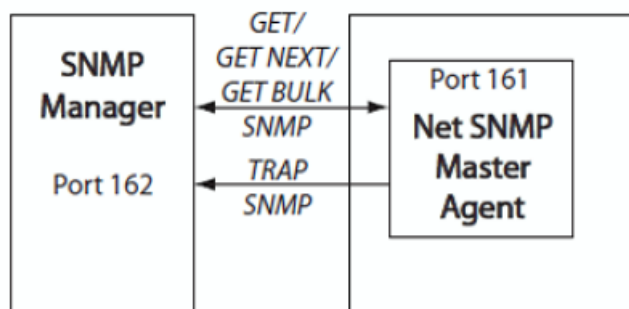 SNMP
Manager
Port 162
GET/
GET NEXT/
GET BULK
SNMP
TRAP
SNMP
Port 161
Net SNMP
Master
Agent